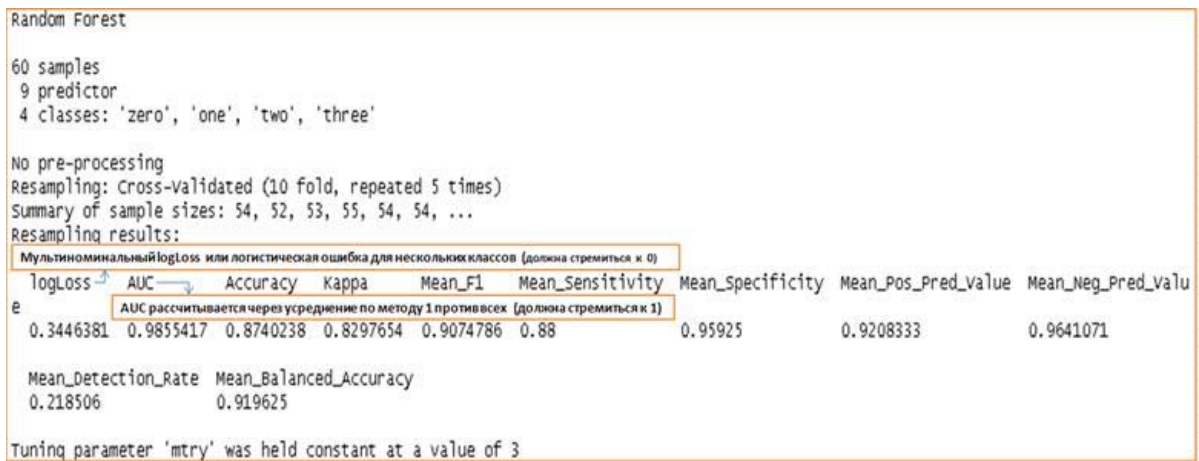 Random Forest
60 samples
9 predictor
4 classes: 'zero', 'one', 'two', 'three'
No pre-processing
Resampling: Cross-Validated (10 fold, repeated 5 times)
Summary of sample sizes: 54, 52, 53, 55, 54, 54, ...
Resampling results:
Мультиноминальный logLoss или логистическая ошибка для нескольких классов (должна стремиться к 0)
logLoss AUC Accuracy Kappa Mean_F1 Mean_Sensitivity Mean_Specificity Mean_Pos_Pred_Value Mean_Neg_Pred_Valu
e
AUC рассчитывается через усреднение по методу 1 против всех (должна стремиться к 1)
0.3446381 0.9855417 0.8740238 0.8297654 0.9074786 0.88 0.95925 0.9208333 0.9641071
Mean_Detection_Rate Mean_Balanced_Accuracy
0.218506 0.919625
Tuning parameter 'mtry' was held constant at a value of 3